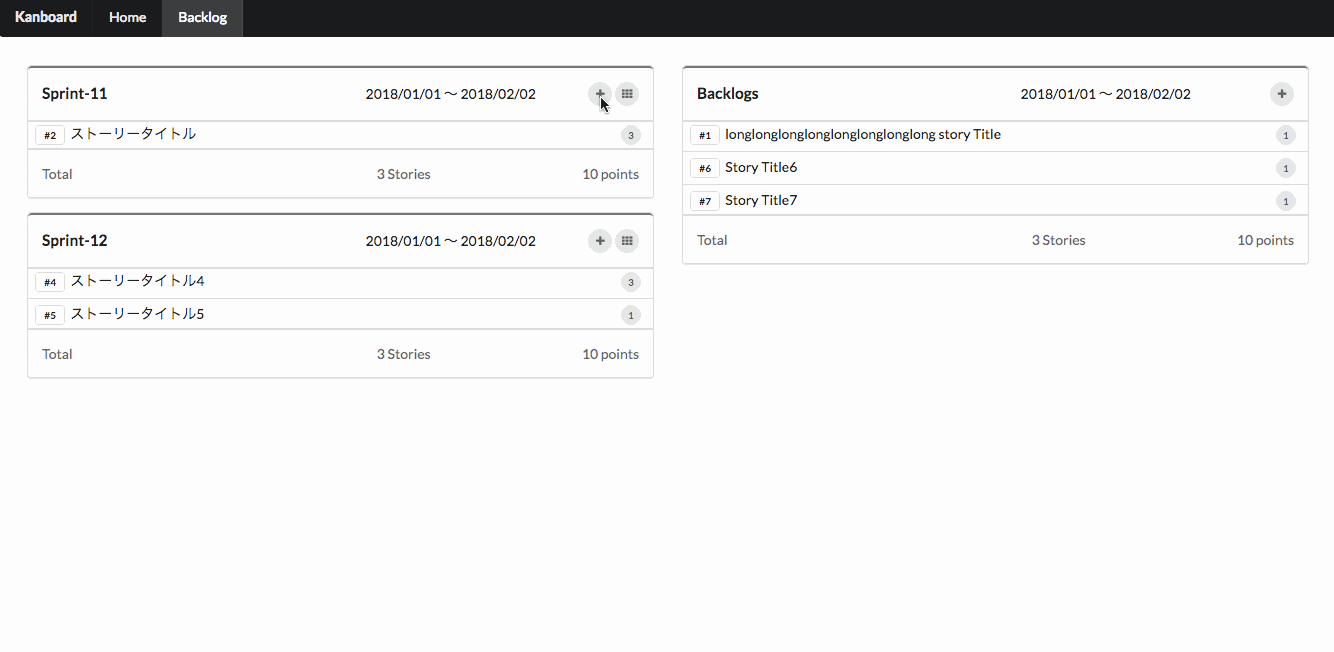 Kanboard Home Backlog
Sprint-11 2018/01/01 〜 2018/02/02
#2 ストーリータイトル 3
Total 3 Stories 10 points
Sprint-12 2018/01/01 〜 2018/02/02
#4 ストーリータイトル4 3
#5 ストーリータイトル5 1
Total 3 Stories 10 points
Backlogs 2018/01/01 〜 2018/02/02
#1 longlonglonglonglonglonglonglong story Title 1
#6 Story Title6 1
#7 Story Title7 1
Total 3 Stories 10 points